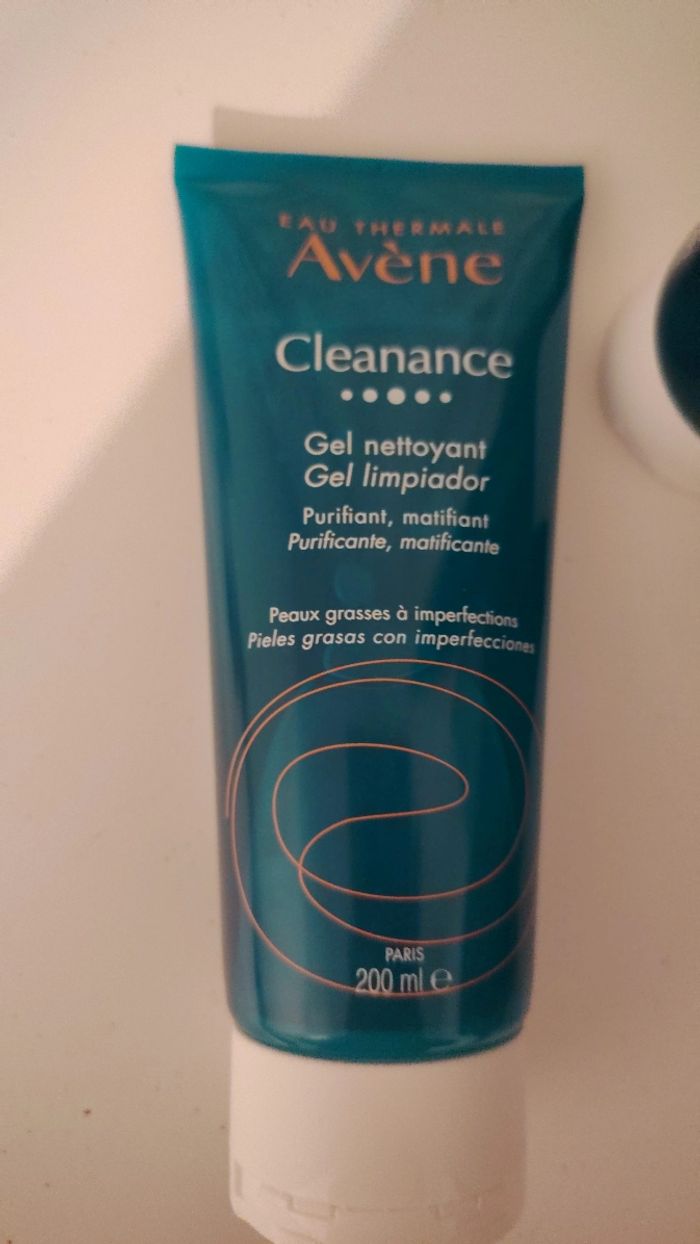 EAU THERMALE
Avène
Cleanance
Gel nettoyant
Gel limpiador
Purifiant, matifiant
Purificante, matificante
Peaux grasses à imperfections
Pieles grasas con imperfecciones
PARIS
200 ml ℮